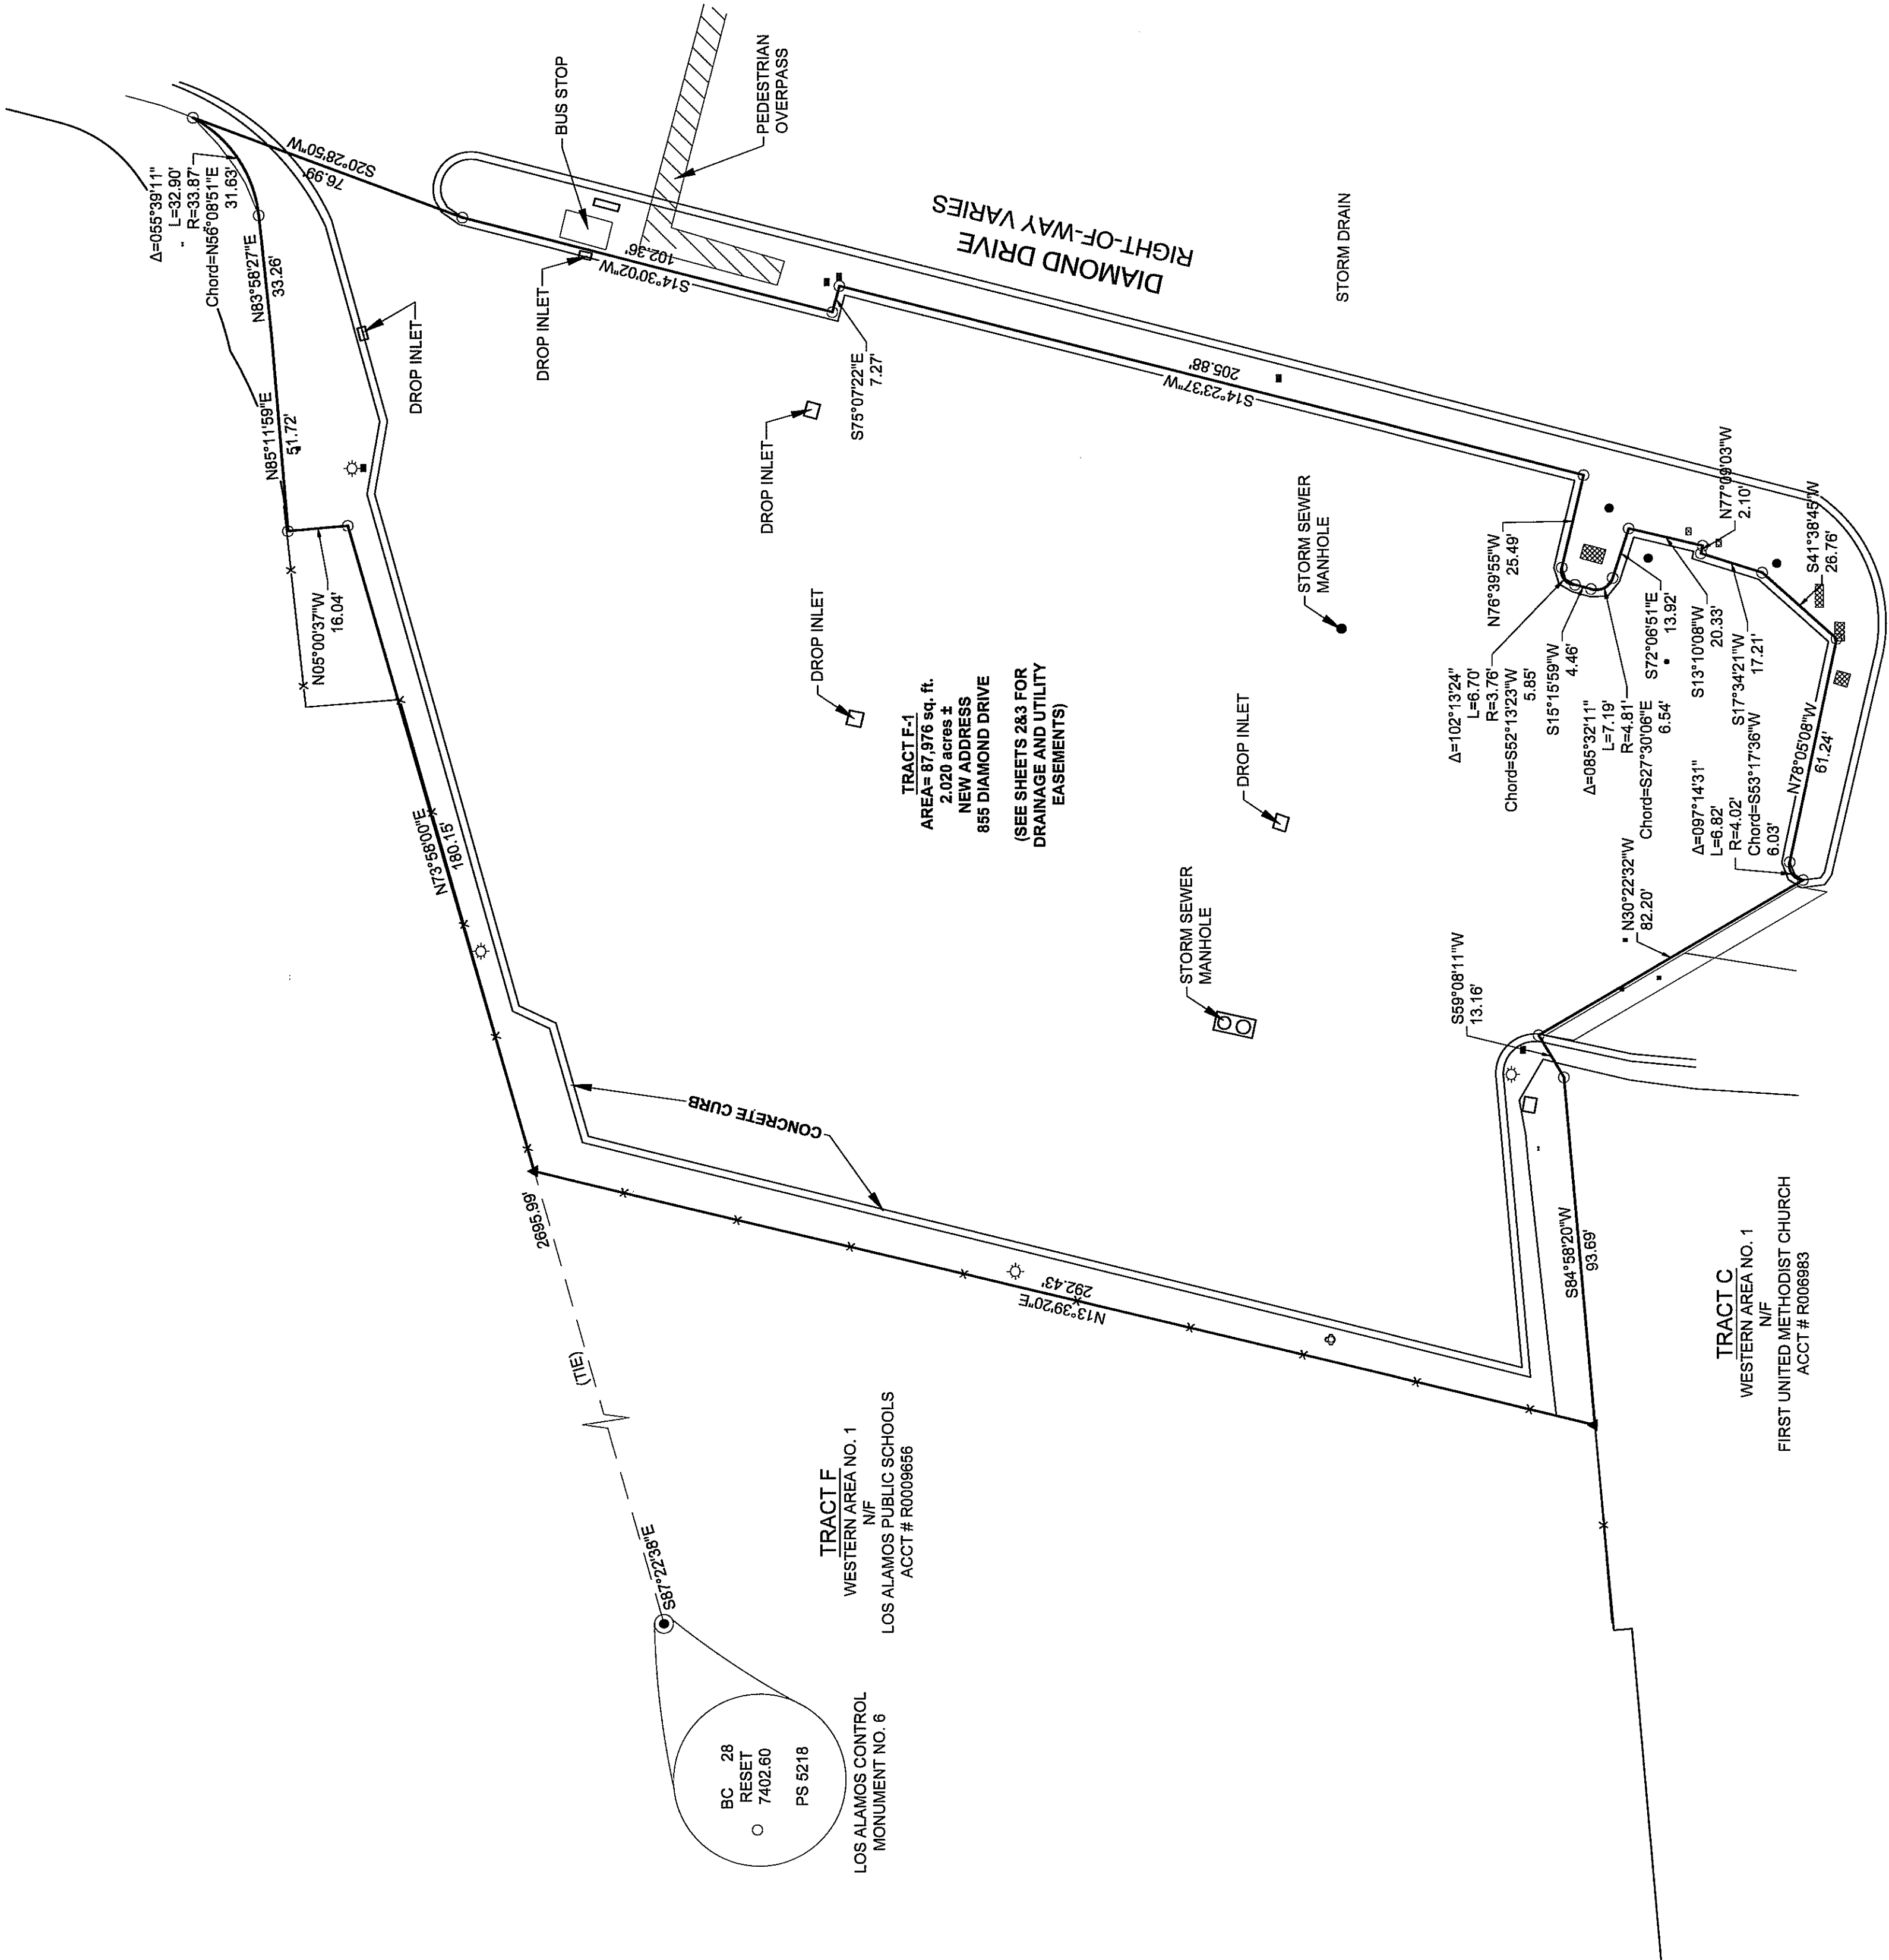 Δ=055°39'11"
L=32.90'
R=33.87'
Chord=N56°08'51"E
31.63'
N83°58'27"E
33.26'
N85°11'59"E
51.72'
N05°00'37"W
16.04'
S20°28'50"W
76.99'
BUS STOP
PEDESTRIAN
OVERPASS
DROP INLET
DROP INLET
S14°30'02"W
102.36'
S75°07'22"E
7.27'
DROP INLET
DROP INLET
DIAMOND DRIVE
RIGHT-OF-WAY VARIES
STORM DRAIN
S14°23'37"W
205.88'
N73°58'00"E
180.15'
TRACT F-1
AREA= 87,976 sq. ft.
2.020 acres ±
NEW ADDRESS
855 DIAMOND DRIVE
(SEE SHEETS 2&3 FOR
DRAINAGE AND UTILITY
EASEMENTS)
STORM SEWER
MANHOLE
DROP INLET
STORM SEWER
MANHOLE
N76°39'55"W
25.49'
Δ=102°13'24"
L=6.70'
R=3.76'
Chord=S52°13'23"W
5.85'
S15°15'59"W
4.46'
Δ=085°32'11"
L=7.19'
R=4.81'
Chord=S27°30'06"E
6.54'
S72°06'51"E
13.92'
S13°10'08"W
20.33'
N77°09'03"W
2.10'
S17°34'21"W
17.21'
S41°38'45"W
26.76'
N78°05'08"W
61.24'
Δ=097°14'31"
L=6.82'
R=4.02'
Chord=S53°17'36"W
6.03'
N30°22'32"W
82.20'
S59°08'11"W
13.16'
S84°58'20"W
93.69'
CONCRETE CURB
N13°39'20"E
292.43'
2695.99'
(TIE)
S87°22'38"E
TRACT F
WESTERN AREA NO. 1
N/F
LOS ALAMOS PUBLIC SCHOOLS
ACCT # R0009656
TRACT C
WESTERN AREA NO. 1
N/F
FIRST UNITED METHODIST CHURCH
ACCT # R006983
BC 28
RESET
7402.60
PS 5218
LOS ALAMOS CONTROL
MONUMENT NO. 6